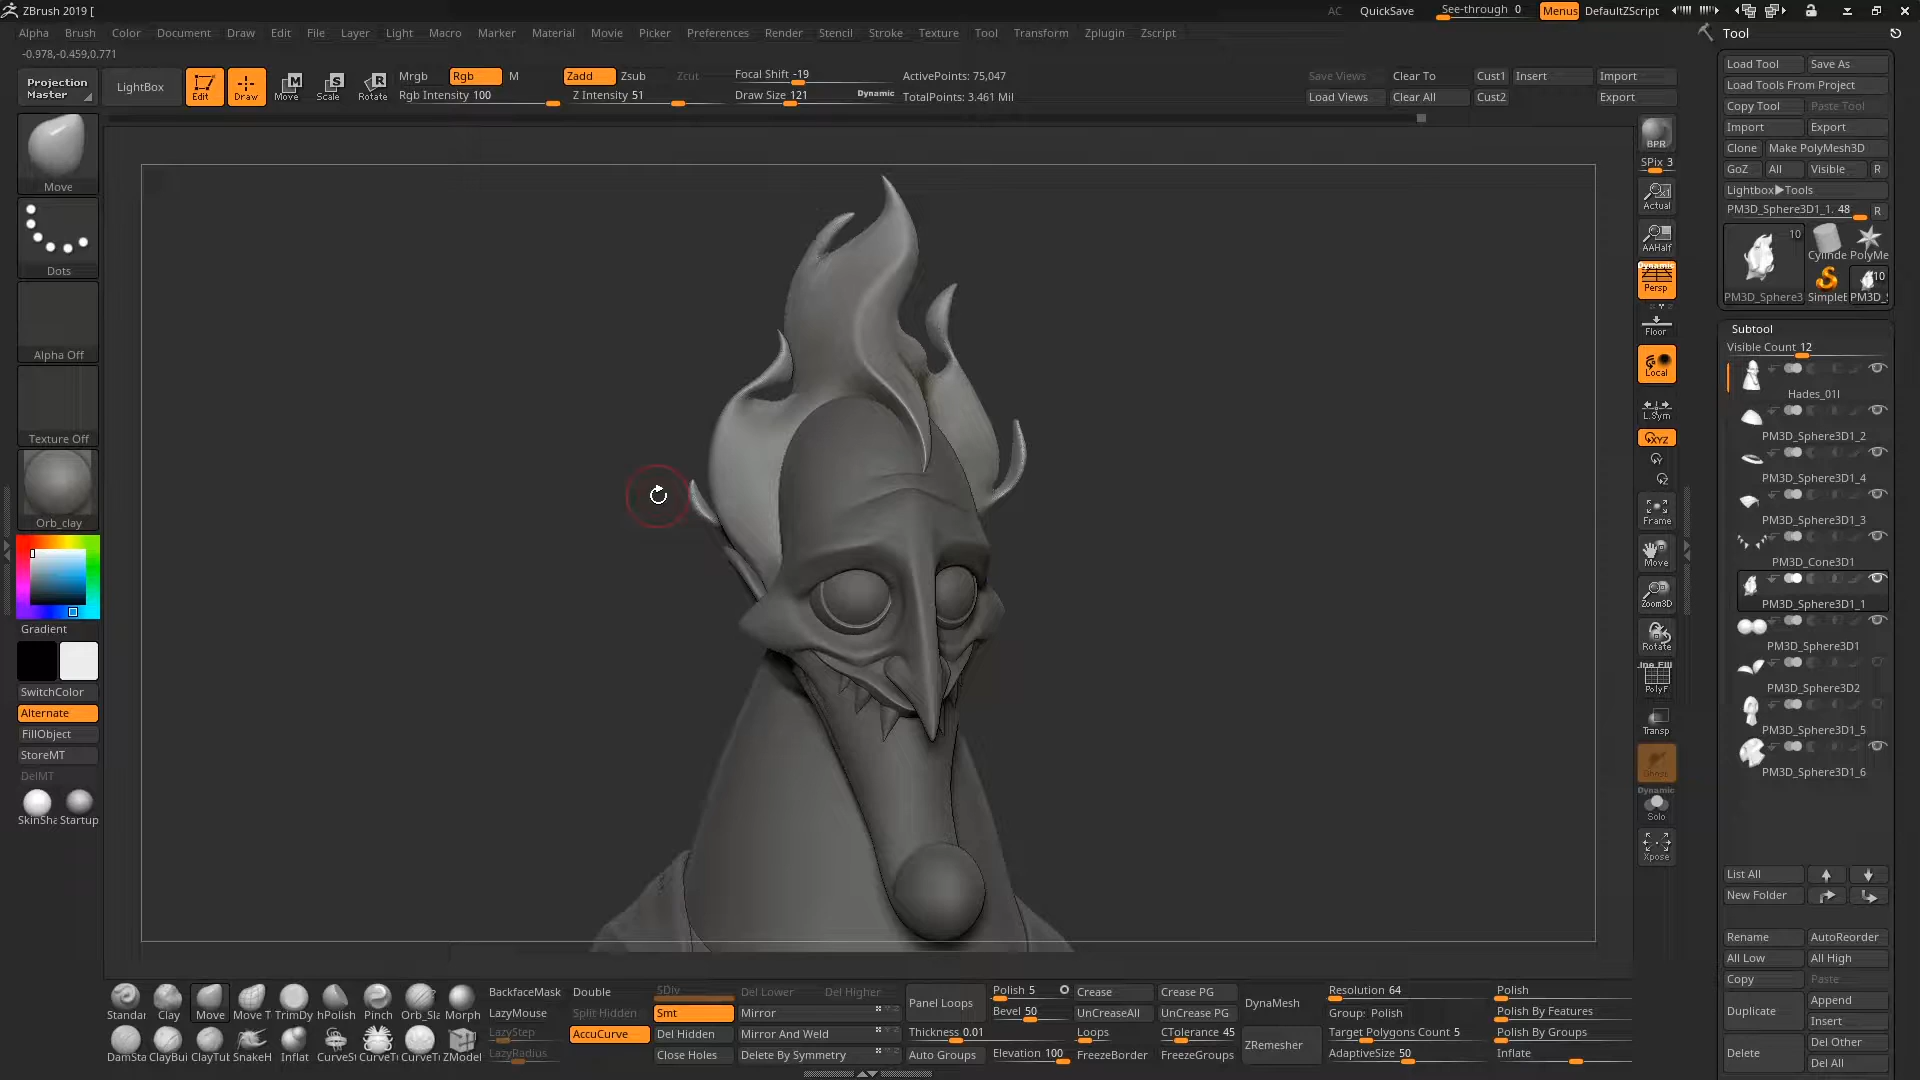 ZBrush 2019 [
AC QuickSave See-through 0 Menus DefaultZScript
Alpha Brush Color Document Draw Edit File Layer Light Macro Marker Material Movie Picker Preferences Render Stencil Stroke Texture Tool Transform Zplugin Zscript
-0.978,-0.459,0.771
Projection Master
LightBox
Edit
Draw
Move
Scale
Rotate
Mrgb Rgb M
Rgb Intensity 100
Zadd Zsub Zcut
Z Intensity 51
Focal Shift -19
Draw Size 121 Dynamic
ActivePoints: 75,047
TotalPoints: 3.461 Mil
Save Views Clear To Cust1 Insert Import
Load Views Clear All Cust2 Export
Move
Dots
Alpha Off
Texture Off
Orb_clay
Gradient
SwitchColor
Alternate
FillObject
StoreMT
DelMT
SkinSha Startup
BPR
SPix 3
Actual
AAHalf
Dynamic
Persp
Floor
Local
L.Sym
XYZ
Frame
Move
Zoom3D
Rotate
PolyF
Transp
Ghost
Dynamic
Solo
Xpose
Tool
Load Tool Save As
Load Tools From Project
Copy Tool Paste Tool
Import Export
Clone Make PolyMesh3D
GoZ All Visible R
Lightbox▶Tools
PM3D_Sphere3D1_1. 48 R
10
Cylinde PolyMe
10
PM3D_Sphere3 SimpleB PM3D_S
Subtool
Visible Count 12
Hades_01l
PM3D_Sphere3D1_2
PM3D_Sphere3D1_4
PM3D_Sphere3D1_3
PM3D_Cone3D1
PM3D_Sphere3D1_1
PM3D_Sphere3D1
PM3D_Sphere3D2
PM3D_Sphere3D1_5
PM3D_Sphere3D1_6
List All
New Folder
Rename AutoReorder
All Low All High
Copy Paste
Duplicate Append
Insert
Delete Del Other
Del All
Standar Clay Move Move T TrimDy hPolish Pinch Orb_Sla Morph
DamSta ClayBui ClayTub SnakeH Inflat CurveSt CurveTr CurveTu ZModel
BackfaceMask Double
LazyMouse Split Hidden
LazyStep AccuCurve
LazyRadius
SDiv Del Lower Del Higher
Smt Mirror
Del Hidden Mirror And Weld
Close Holes Delete By Symmetry
Panel Loops
Polish 5
Bevel 50
Thickness 0.01
Auto Groups Elevation 100
Crease Crease PG
UnCreaseAll UnCrease PG
Loops CTolerance 45
FreezeBorder FreezeGroups
DynaMesh
ZRemesher
Resolution 64
Group: Polish
Target Polygons Count 5
AdaptiveSize 50
Polish
Polish By Features
Polish By Groups
Inflate